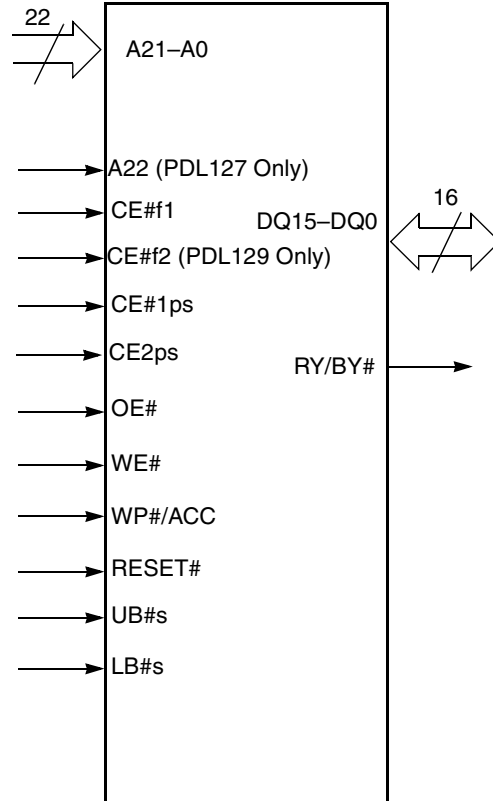 22
A21–A0
A22 (PDL127 Only)
CE#f1
16
DQ15–DQ0
CE#f2 (PDL129 Only)
CE#1ps
CE2ps
RY/BY#
OE#
WE#
WP#/ACC
RESET#
UB#s
LB#s